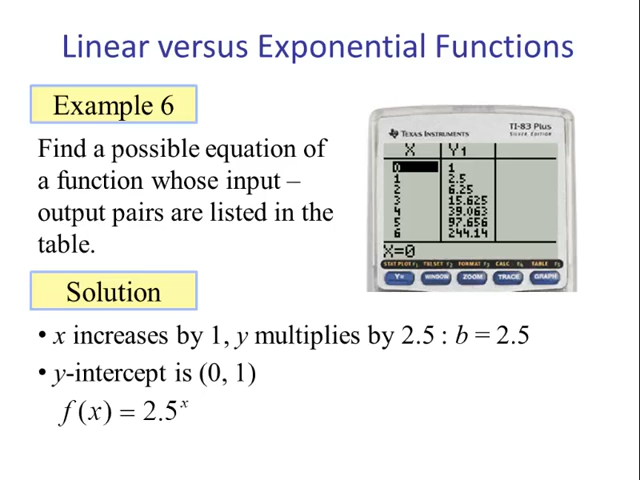 Linear versus Exponential Functions
Example 6
Find a possible equation of
a function whose input –
output pairs are listed in the
table.
TEXAS INSTRUMENTS
TI-83 Plus
SILVER EDITION
X Y1
0 1
1 2.5
2 6.25
3 15.625
4 39.063
5 97.656
6 244.14
X=0
STAT PLOT F1 TBLSET F2 FORMAT F3 CALC F4 TABLE F5
Y= WINDOW ZOOM TRACE GRAPH
Solution
• x increases by 1, y multiplies by 2.5 : b = 2.5
• y-intercept is (0, 1)
f (x) = 2.5ˣ